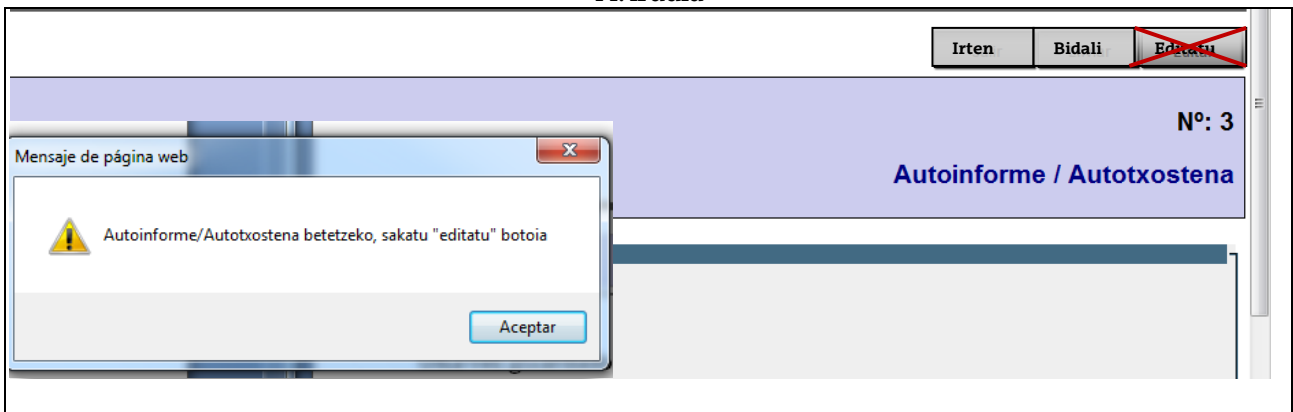 Irten Bidali Editatu
Nº: 3
Autoinforme / Autotxostena
Mensaje de página web
Autoinforme/Autotxostena betetzeko, sakatu "editatu" botoia
Aceptar